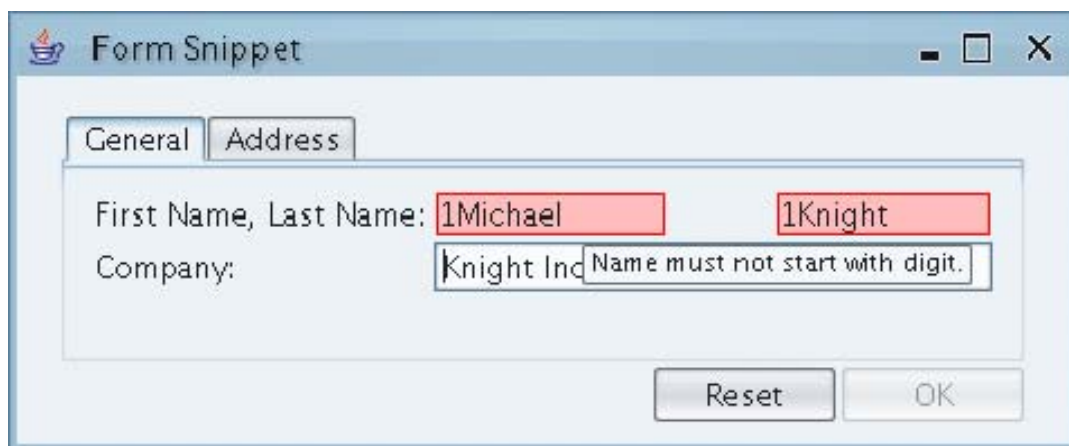 Form Snippet
General Address
First Name, Last Name: 1Michael 1Knight
Company: Knight Inc Name must not start with digit.
Reset OK